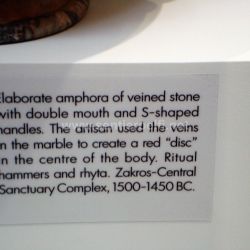 Elaborate amphora of veined stone
with double mouth and S-shaped
handles. The artisan used the veins
in the marble to create a red "disc"
in the centre of the body. Ritual
hammers and rhyta. Zakros-Central
Sanctuary Complex, 1500-1450 BC.